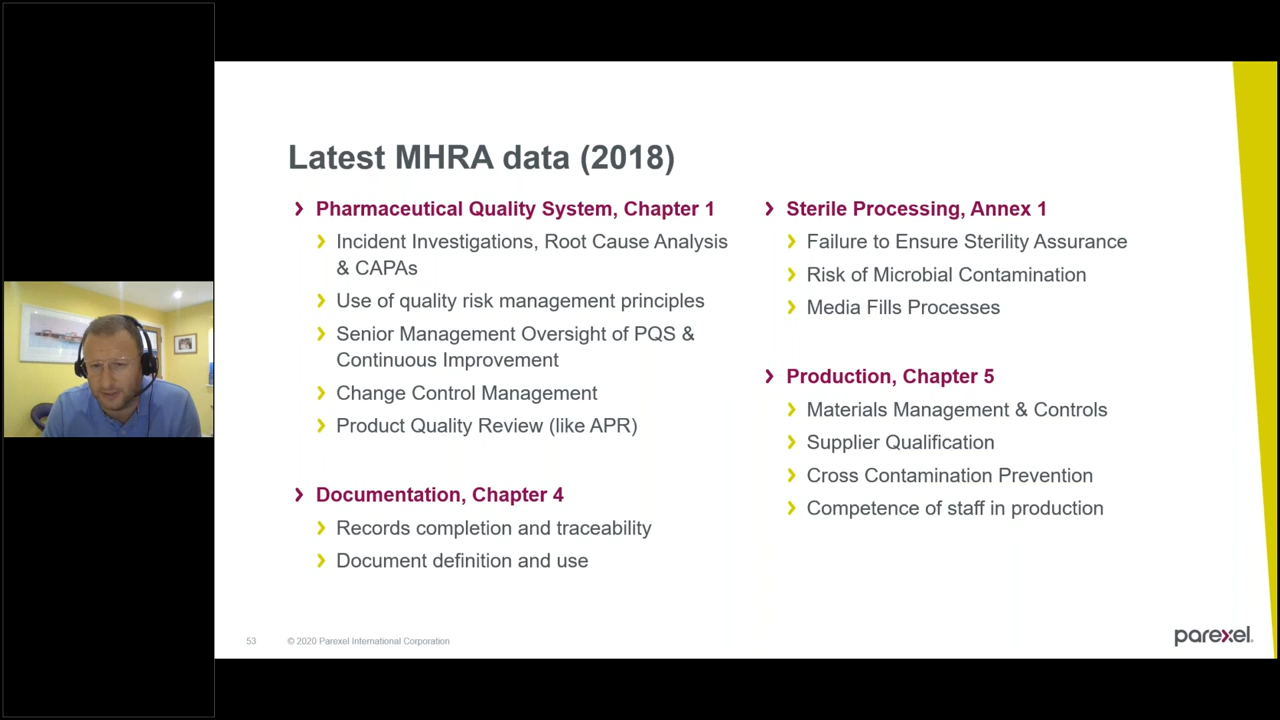 Latest MHRA data (2018)
Pharmaceutical Quality System, Chapter 1
Incident Investigations, Root Cause Analysis
& CAPAs
Use of quality risk management principles
Senior Management Oversight of PQS &
Continuous Improvement
Change Control Management
Product Quality Review (like APR)
Documentation, Chapter 4
Records completion and traceability
Document definition and use
Sterile Processing, Annex 1
Failure to Ensure Sterility Assurance
Risk of Microbial Contamination
Media Fills Processes
Production, Chapter 5
Materials Management & Controls
Supplier Qualification
Cross Contamination Prevention
Competence of staff in production
53 © 2020 Parexel International Corporation
parexel.